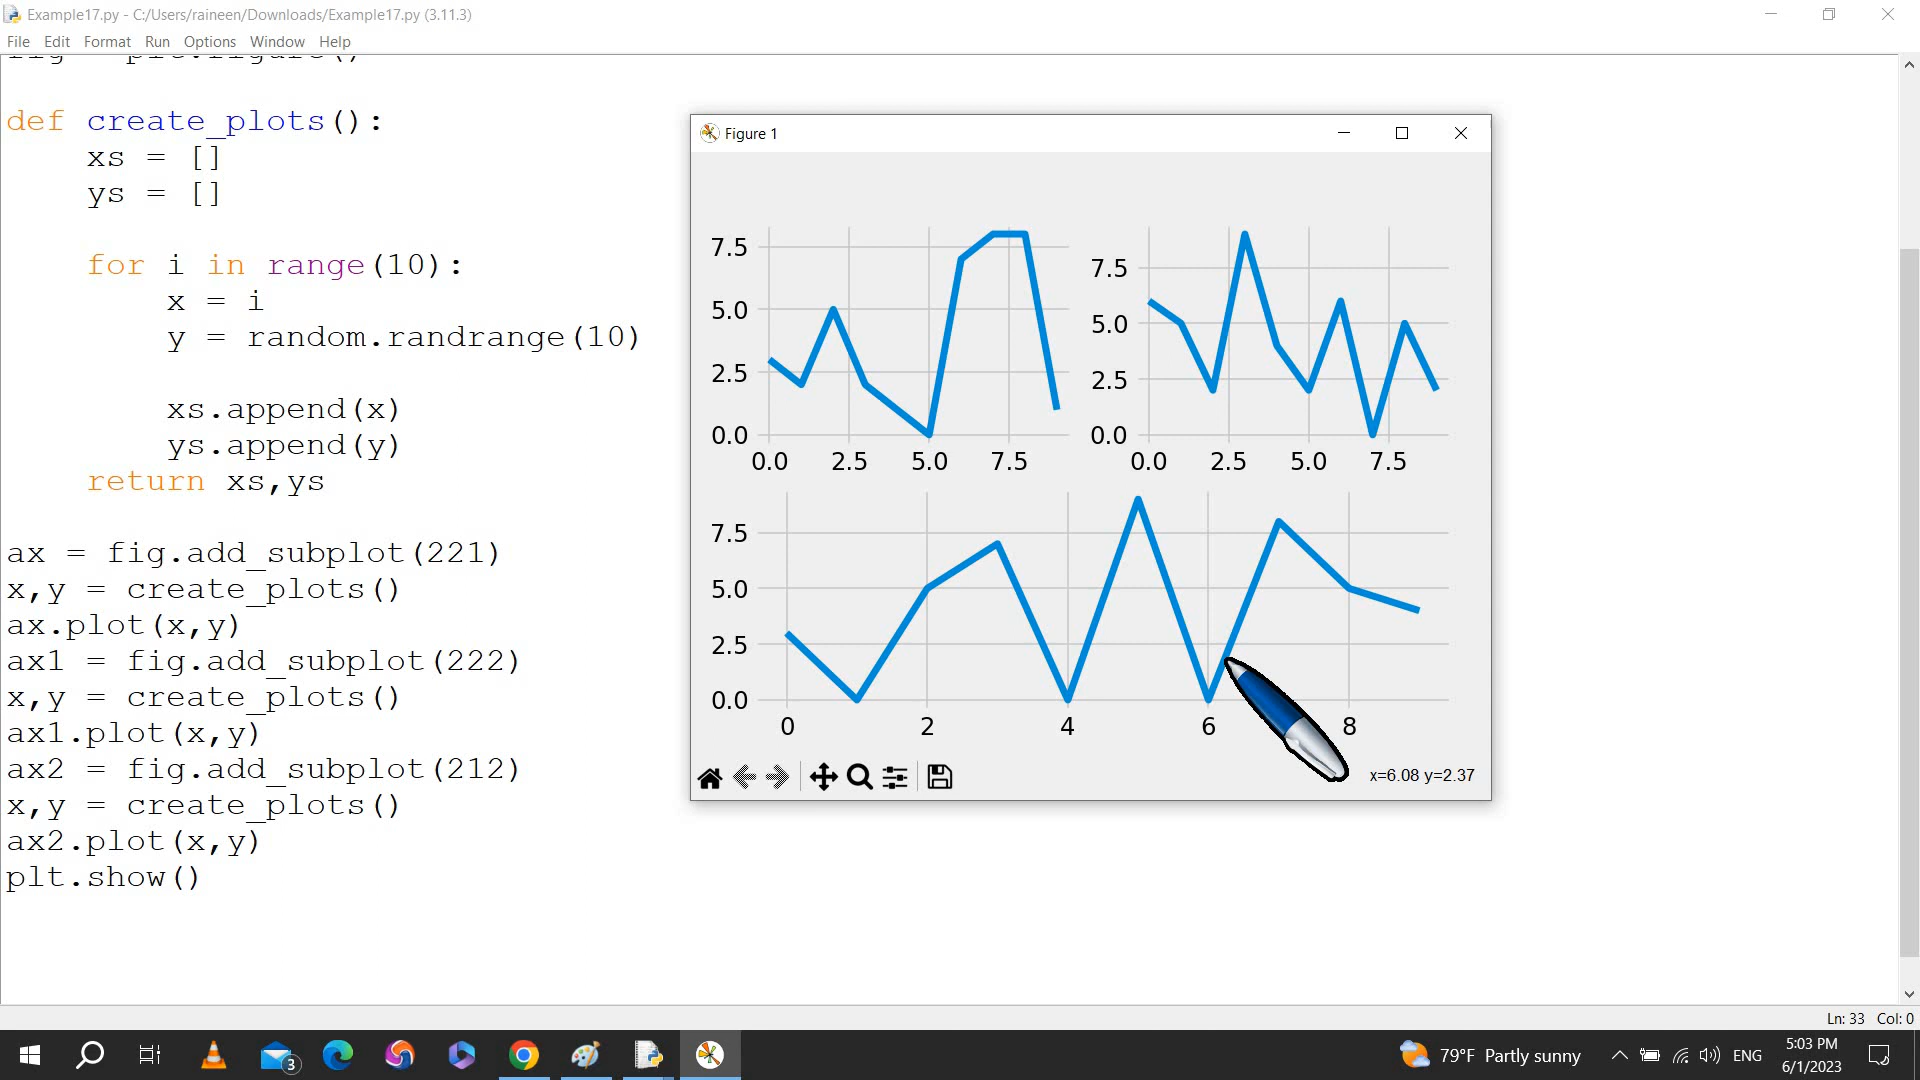 Example17.py - C:/Users/raineen/Downloads/Example17.py (3.11.3)
File Edit Format Run Options Window Help
def create_plots():
xs = []
ys = []
for i in range(10):
x = i
y = random.randrange(10)
xs.append(x)
ys.append(y)
return xs,ys
ax = fig.add_subplot(221)
x,y = create_plots()
ax.plot(x,y)
ax1 = fig.add_subplot(222)
x,y = create_plots()
ax1.plot(x,y)
ax2 = fig.add_subplot(212)
x,y = create_plots()
ax2.plot(x,y)
plt.show()
Figure 1
7.5
5.0
2.5
0.0
0.0 2.5 5.0 7.5
7.5
5.0
2.5
0.0
0.0 2.5 5.0 7.5
7.5
5.0
2.5
0.0
0 2 4 6 8
x=6.08 y=2.37
Ln: 33 Col: 0
3
79°F Partly sunny
ENG
5:03 PM
6/1/2023